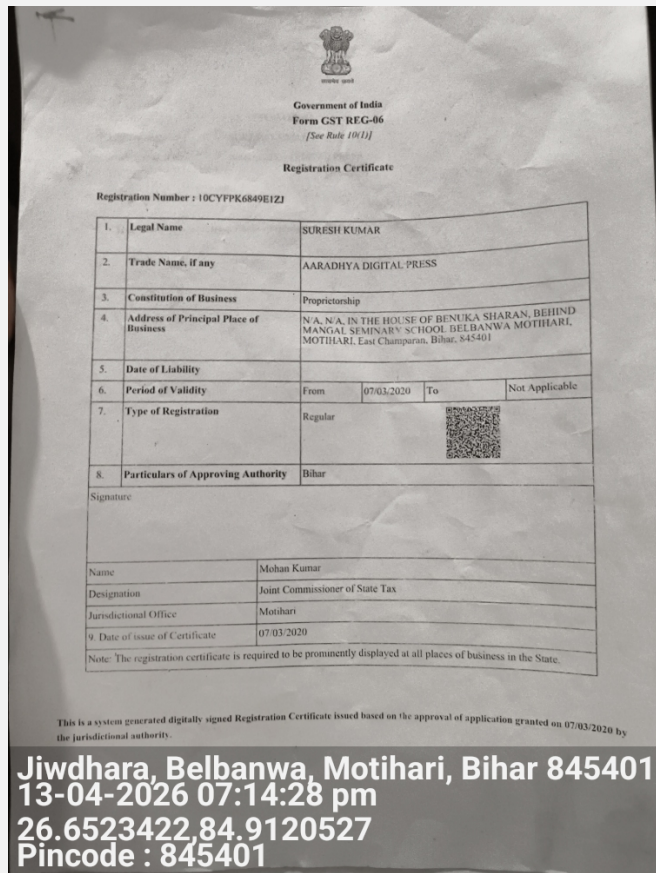 सत्यमेव जयते
Government of India
Form GST REG-06
[See Rule 10(1)]
Registration Certificate
Registration Number : 10CYFPK6849E1ZJ
1. Legal Name SURESH KUMAR
2. Trade Name, if any AARADHYA DIGITAL PRESS
3. Constitution of Business Proprietorship
4. Address of Principal Place of Business N/A, N/A, IN THE HOUSE OF BENUKA SHARAN, BEHIND
MANGAL SEMINARY SCHOOL BELBANWA MOTIHARI,
MOTIHARI, East Champaran, Bihar, 845401
5. Date of Liability
6. Period of Validity From 07/03/2020 To Not Applicable
7. Type of Registration Regular
8. Particulars of Approving Authority Bihar
Signature
Name Mohan Kumar
Designation Joint Commissioner of State Tax
Jurisdictional Office Motihari
9. Date of issue of Certificate 07/03/2020
Note: The registration certificate is required to be prominently displayed at all places of business in the State.
This is a system generated digitally signed Registration Certificate issued based on the approval of application granted on 07/03/2020 by
the jurisdictional authority.
Jiwdhara, Belbanwa, Motihari, Bihar 845401
13-04-2026 07:14:28 pm
26.6523422,84.9120527
Pincode : 845401